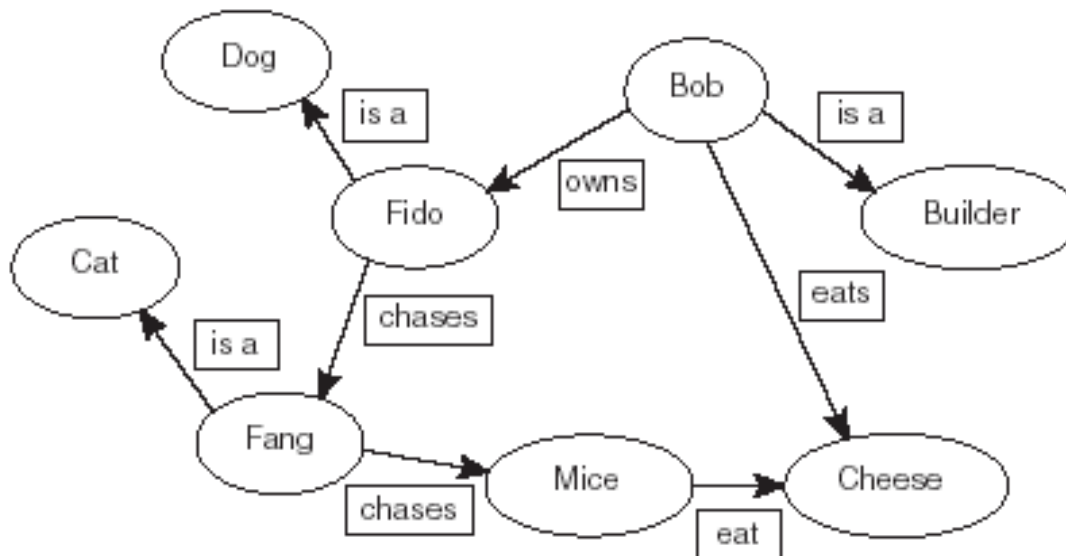 Dog
Bob
is a
is a
owns
Fido
Builder
Cat
eats
chases
is a
Fang
Mice
Cheese
chases
eat